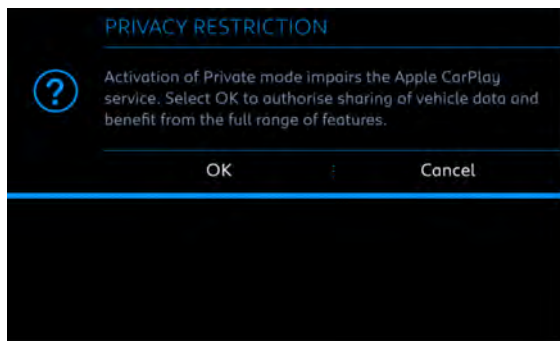 PRIVACY RESTRICTION
Activation of Private mode impairs the Apple CarPlay
service. Select OK to authorise sharing of vehicle data and
benefit from the full range of features.
OK Cancel